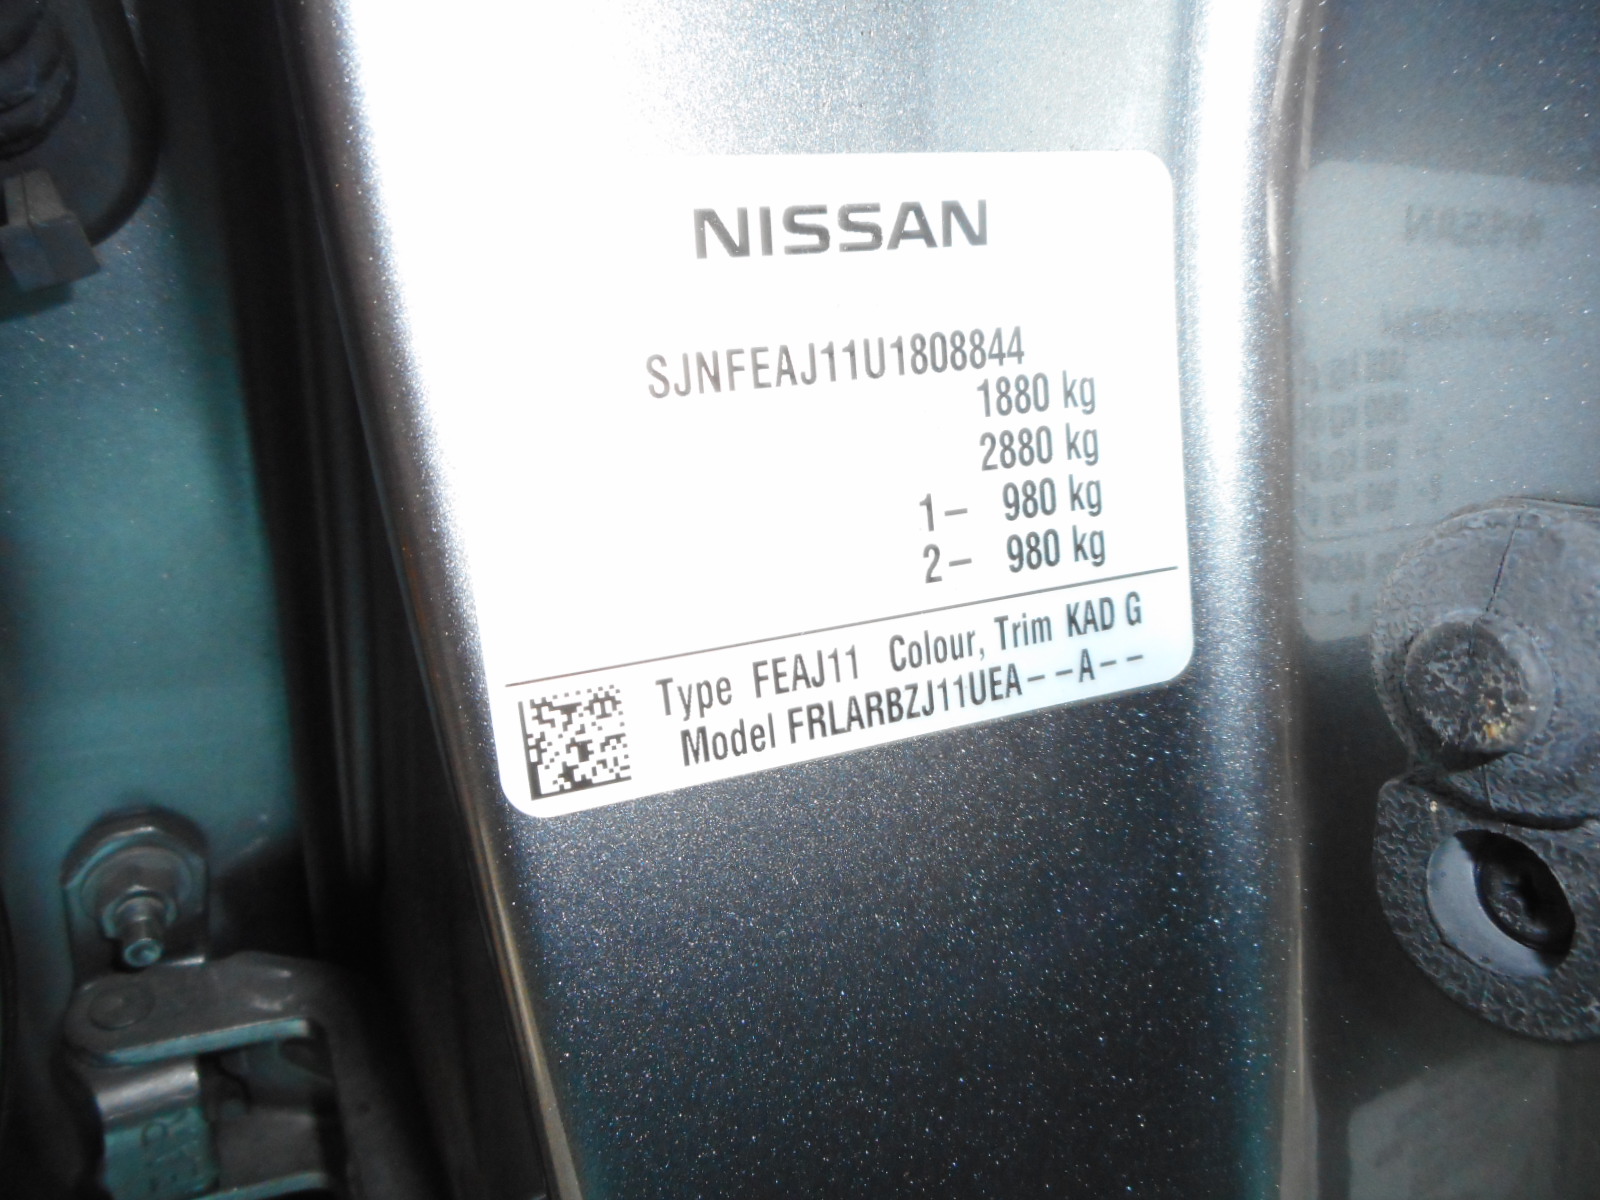 NISSAN
SJNFEAJ11U1808844
1880 kg
2880 kg
1- 980 kg
2- 980 kg
Type FEAJ11 Colour, Trim KAD G
Model FRLARBZJ11UEA--A--